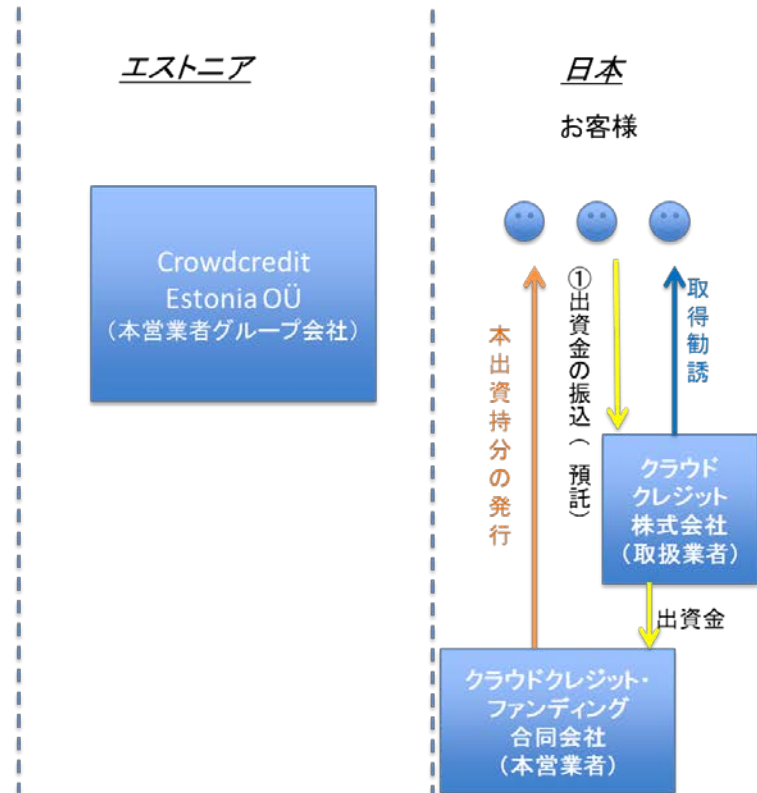 エストニア
日本
お客様
Crowdcredit
Estonia OÜ
(本営業者グループ会社)
本出資持分の発行
①出資金の振込(預託)
取得勧誘
クラウド
クレジット
株式会社
(取扱業者)
出資金
クラウドクレジット・
ファンディング
合同会社
(本営業者)